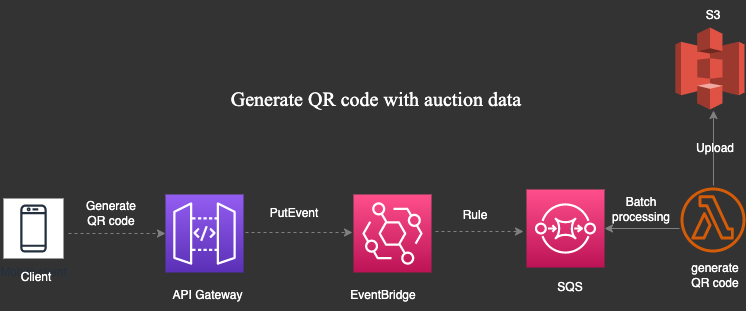 S3
Generate QR code with auction data
Upload
Generate
QR code
PutEvent
Rule
Batch
processing
Client
API Gateway
EventBridge
SQS
generate
QR code